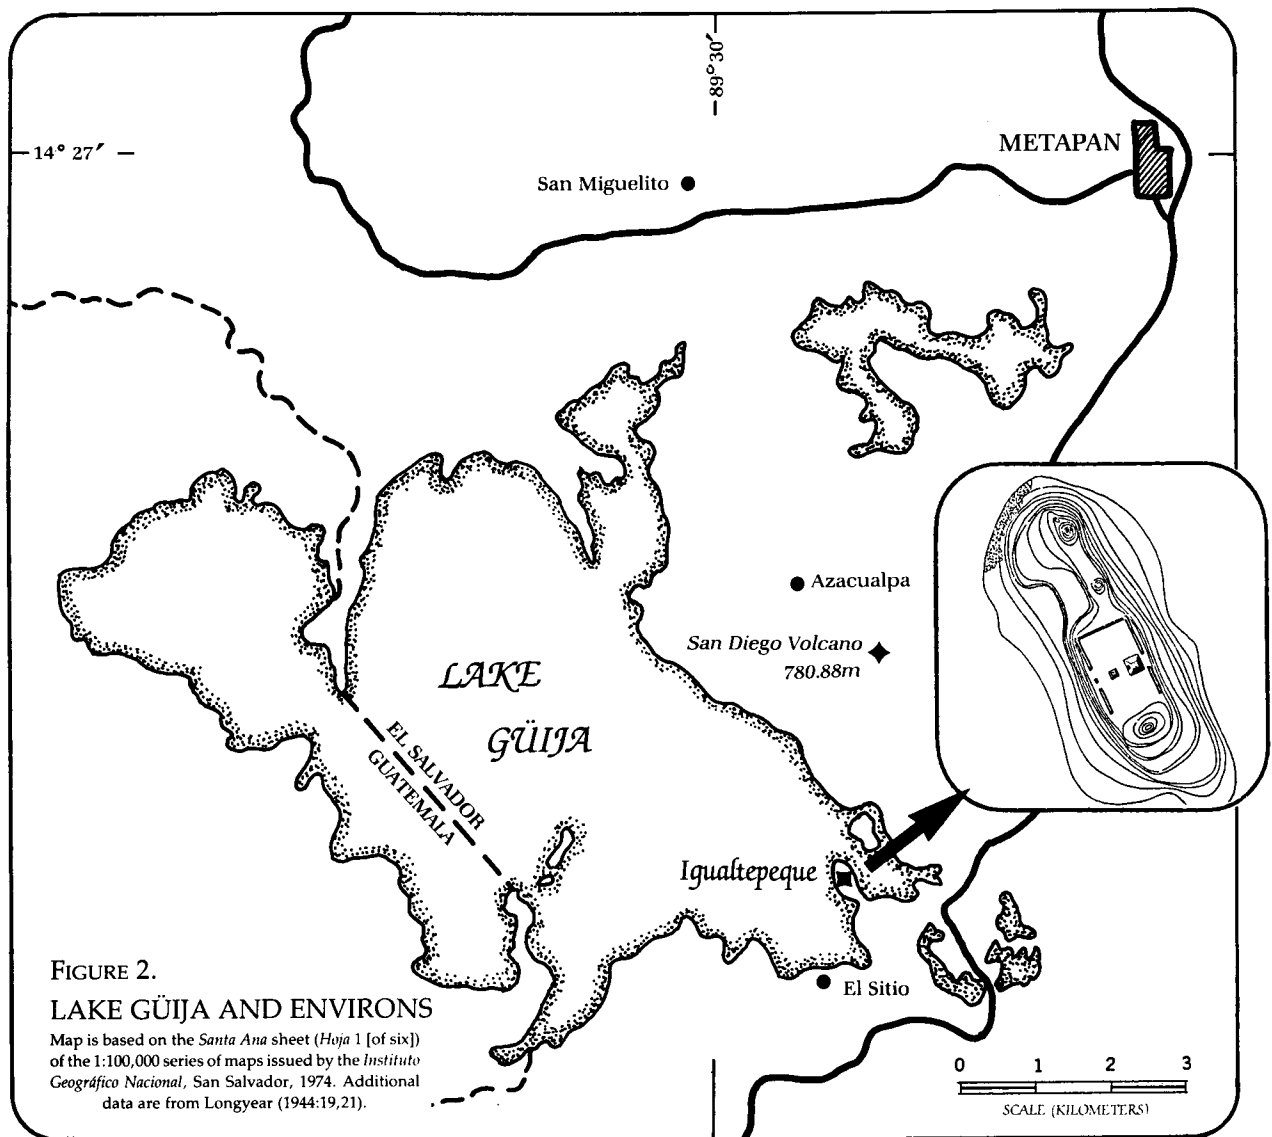 89°30′
14° 27′
METAPAN
San Miguelito
Azacualpa
San Diego Volcano
780.88m
LAKE
GÜIJA
EL SALVADOR
GUATEMALA
Igualtepeque
El Sitio
FIGURE 2.
LAKE GÜIJA AND ENVIRONS
Map is based on the Santa Ana sheet (Hoja 1 [of six])
of the 1:100,000 series of maps issued by the Instituto
Geográfico Nacional, San Salvador, 1974. Additional
data are from Longyear (1944:19,21).
0 1 2 3
SCALE (KILOMETERS)